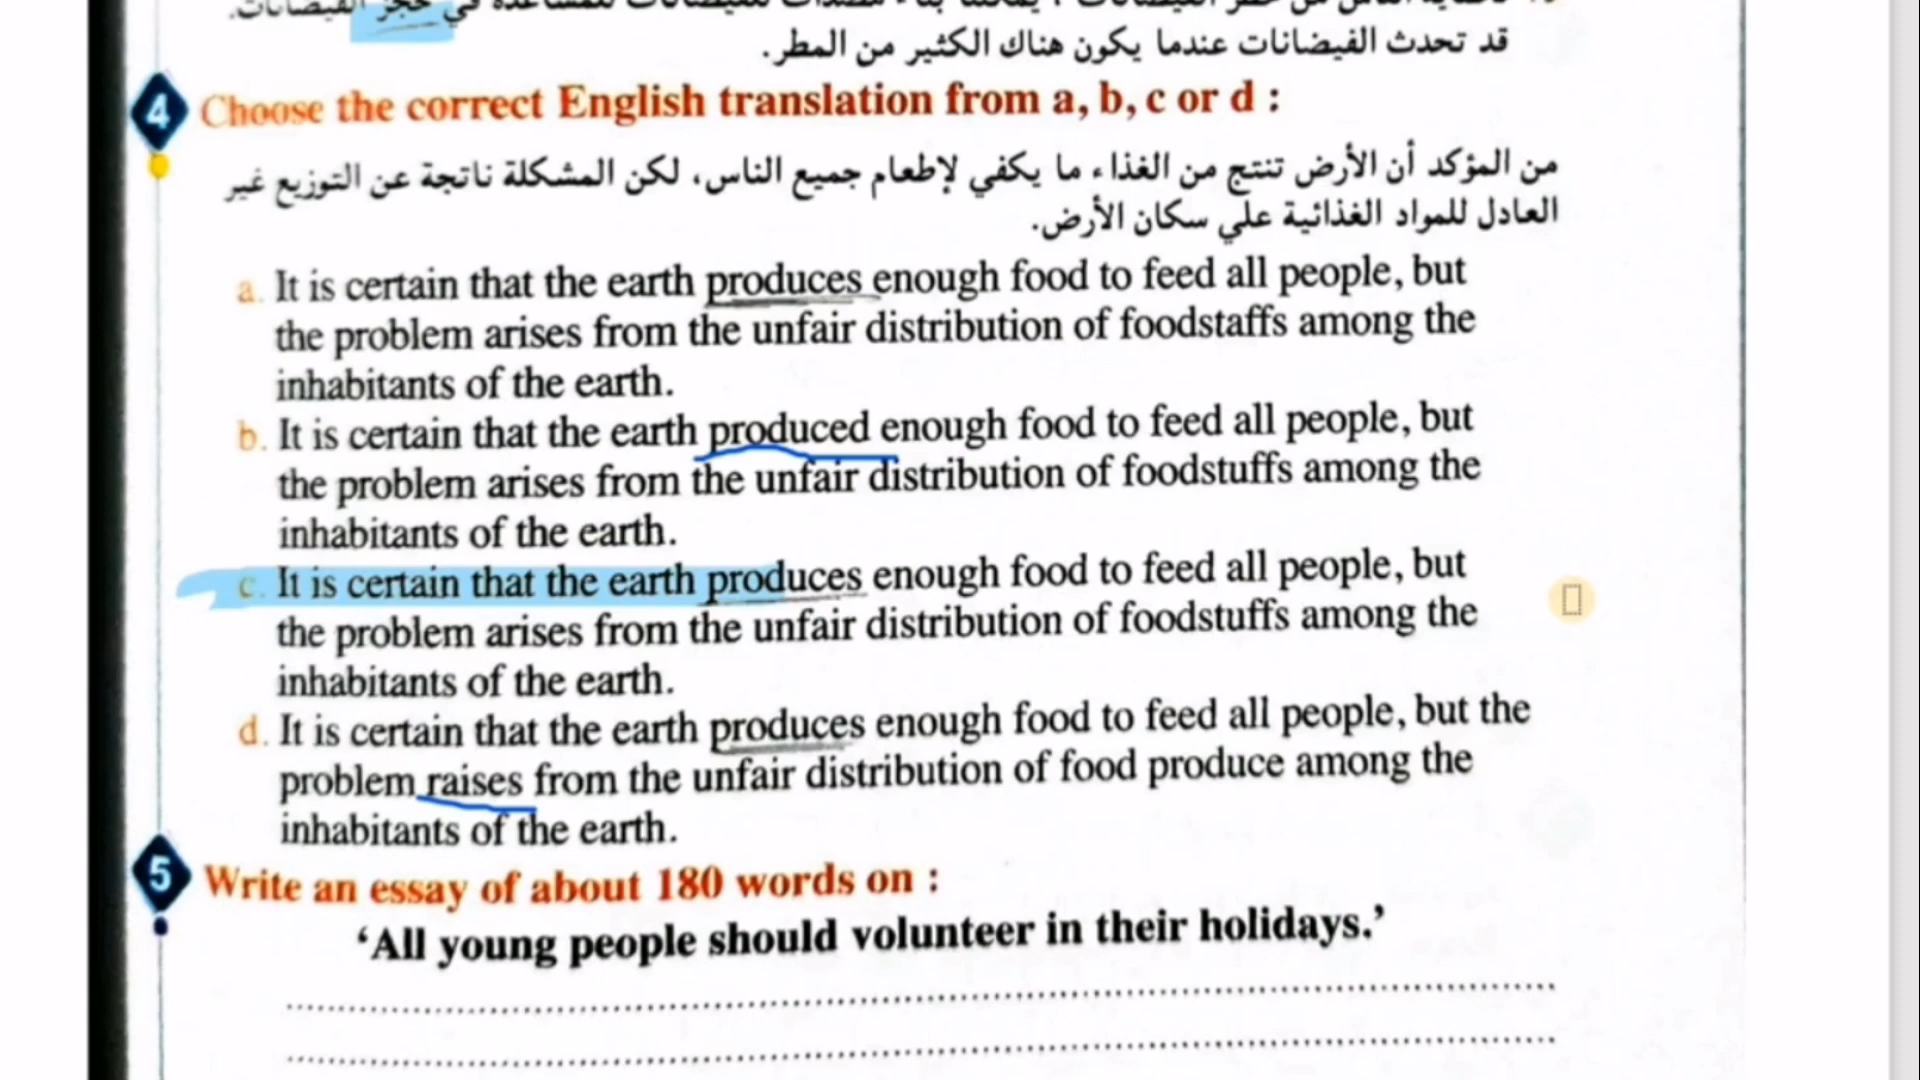 قد تحدث الفيضانات عندما يكون هناك الكثير من المطر.
4 Choose the correct English translation from a, b, c or d :
من المؤكد أن الأرض تنتج من الغذاء ما يكفي لإطعام جميع الناس، لكن المشكلة ناتجة عن التوزيع غير
العادل للمواد الغذائية علي سكان الأرض.
a. It is certain that the earth produces enough food to feed all people, but
the problem arises from the unfair distribution of foodstaffs among the
inhabitants of the earth.
b. It is certain that the earth produced enough food to feed all people, but
the problem arises from the unfair distribution of foodstuffs among the
inhabitants of the earth.
c. It is certain that the earth produces enough food to feed all people, but
the problem arises from the unfair distribution of foodstuffs among the
inhabitants of the earth.
d. It is certain that the earth produces enough food to feed all people, but the
problem raises from the unfair distribution of food produce among the
inhabitants of the earth.
5 Write an essay of about 180 words on :
‘All young people should volunteer in their holidays.’